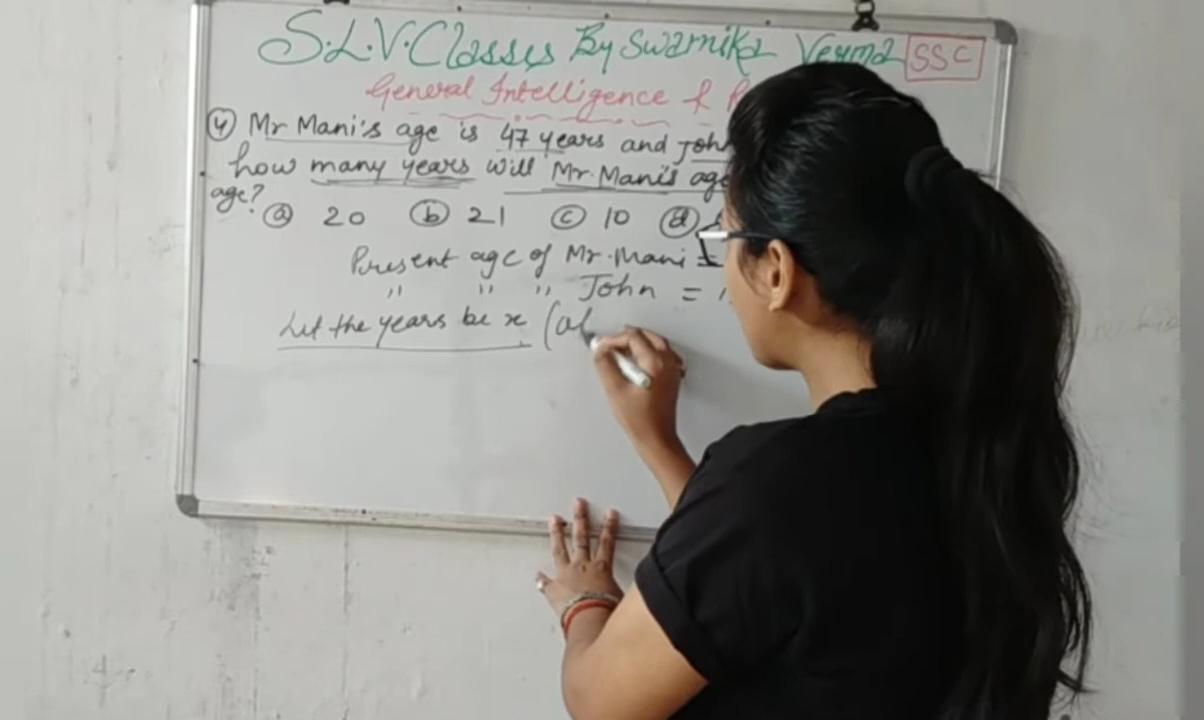 S.L.V. Classes By Swarnika Verma SSC
General Intelligence &
④ Mr Mani's age is 47 years and
how many years will Mr. Mani's age
age?
ⓐ 20 ⓑ 21 ⓒ 10 ⓓ
Present age of Mr. Mani =
" " " John =
Let the years be x (